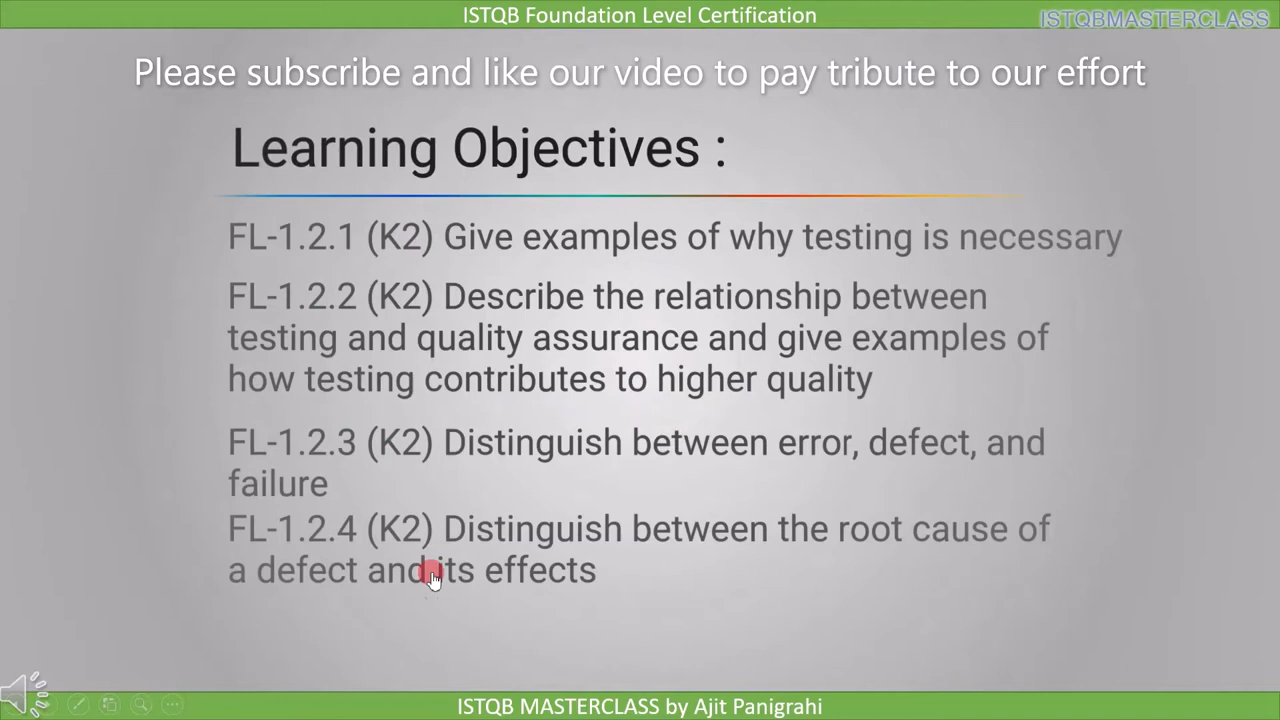 ISTQB Foundation Level Certification
ISTQBMASTERCLASS
Please subscribe and like our video to pay tribute to our effort
Learning Objectives :
FL-1.2.1 (K2) Give examples of why testing is necessary
FL-1.2.2 (K2) Describe the relationship between
testing and quality assurance and give examples of
how testing contributes to higher quality
FL-1.2.3 (K2) Distinguish between error, defect, and
failure
FL-1.2.4 (K2) Distinguish between the root cause of
a defect and its effects
ISTQB MASTERCLASS by Ajit Panigrahi